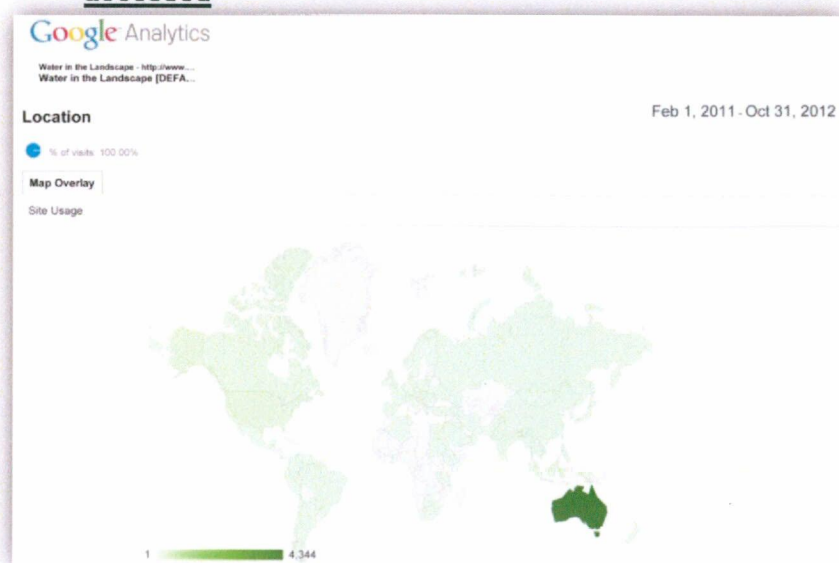 Google Analytics
Water in the Landscape - http://www....
Water in the Landscape [DEFA...
Location
Feb 1, 2011 - Oct 31, 2012
% of visits: 100.00%
Map Overlay
Site Usage
1
4,344